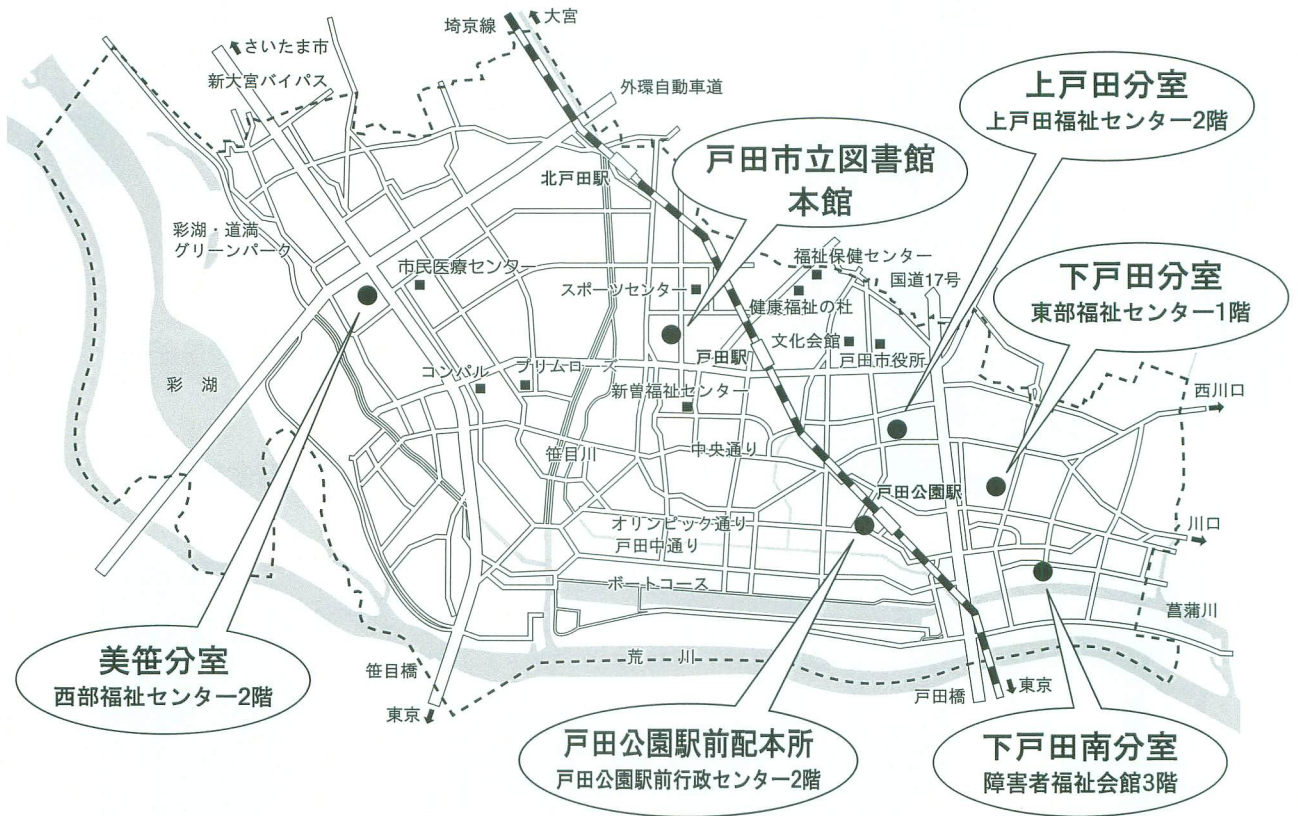 埼京線
大宮
さいたま市
新大宮バイパス
外環自動車道
上戸田分室
上戸田福祉センター2階
戸田市立図書館
本館
北戸田駅
彩湖・道満
グリーンパーク
市民医療センター
福祉保健センター
国道17号
下戸田分室
東部福祉センター1階
スポーツセンター
健康福祉の杜
文化会館
戸田市役所
戸田駅
彩湖
コンパル
プリムローズ
新曽福祉センター
西川口
笹目川
中央通り
戸田公園駅
オリンピック通り
戸田中通り
川口
ボートコース
菖蒲川
美笹分室
西部福祉センター2階
笹目橋
荒川
東京
戸田橋
東京
戸田公園駅前配本所
戸田公園駅前行政センター2階
下戸田南分室
障害者福祉会館3階